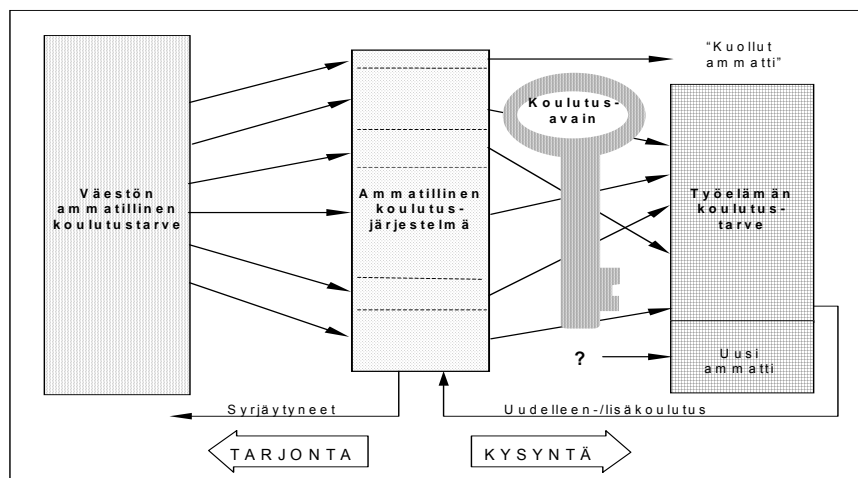 Väestön
ammatillinen
koulutustarve
Ammatillinen
koulutus-
järjestelmä
Koulutus-
avain
"Kuollut
ammatti"
Työelämän
koulutus-
tarve
?
Uusi
ammatti
Syrjäytyneet
Uudelleen-/lisäkoulutus
TARJONTA
KYSYNTÄ